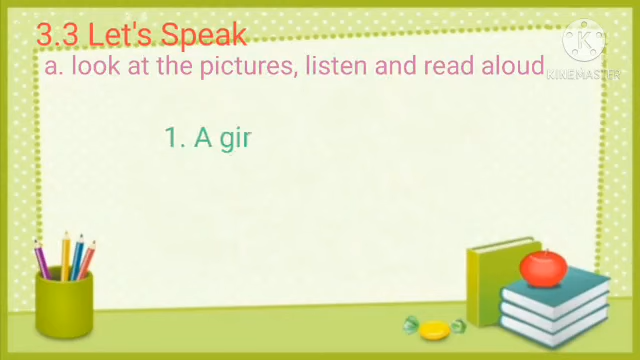 3.3 Let's Speak
a. look at the pictures, listen and read aloud
KINEMASTER
1. A gir